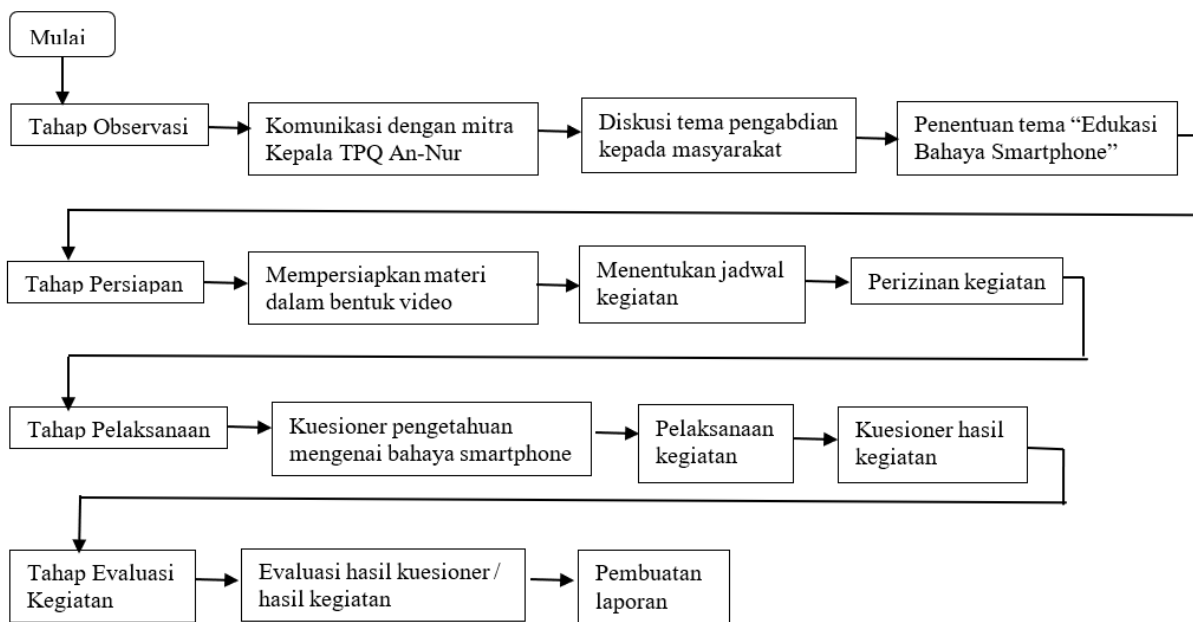 Mulai
Tahap Observasi
Komunikasi dengan mitra
Kepala TPQ An-Nur
Diskusi tema pengabdian
kepada masyarakat
Penentuan tema “Edukasi
Bahaya Smartphone”
Tahap Persiapan
Mempersiapkan materi
dalam bentuk video
Menentukan jadwal
kegiatan
Perizinan kegiatan
Tahap Pelaksanaan
Kuesioner pengetahuan
mengenai bahaya smartphone
Pelaksanaan
kegiatan
Kuesioner hasil
kegiatan
Tahap Evaluasi
Kegiatan
Evaluasi hasil kuesioner /
hasil kegiatan
Pembuatan
laporan